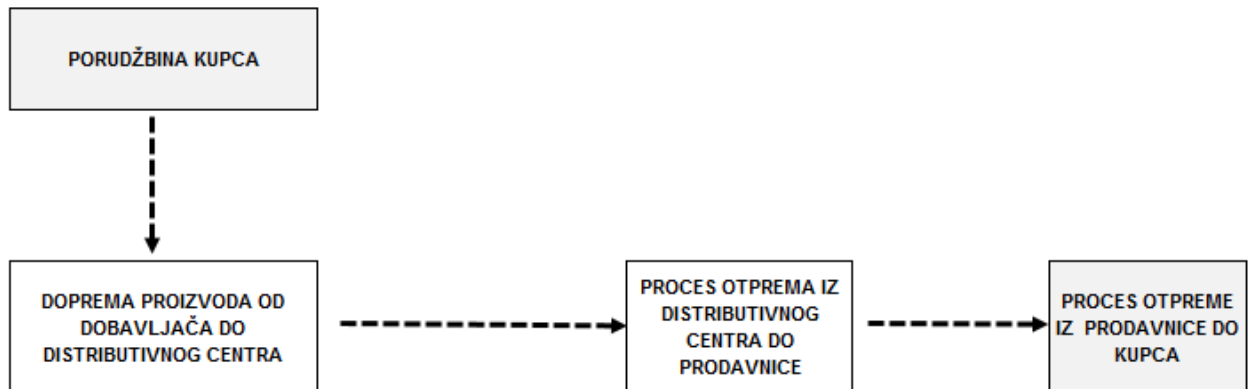 PORUDŽBINA KUPCA
DOPREMA PROIZVODA OD
DOBAVLJAČA DO
DISTRIBUTIVNOG CENTRA
PROCES OTPREMA IZ
DISTRIBUTIVNOG
CENTRA DO
PRODAVNICE
PROCES OTPREME
IZ PRODAVNICE DO
KUPCA